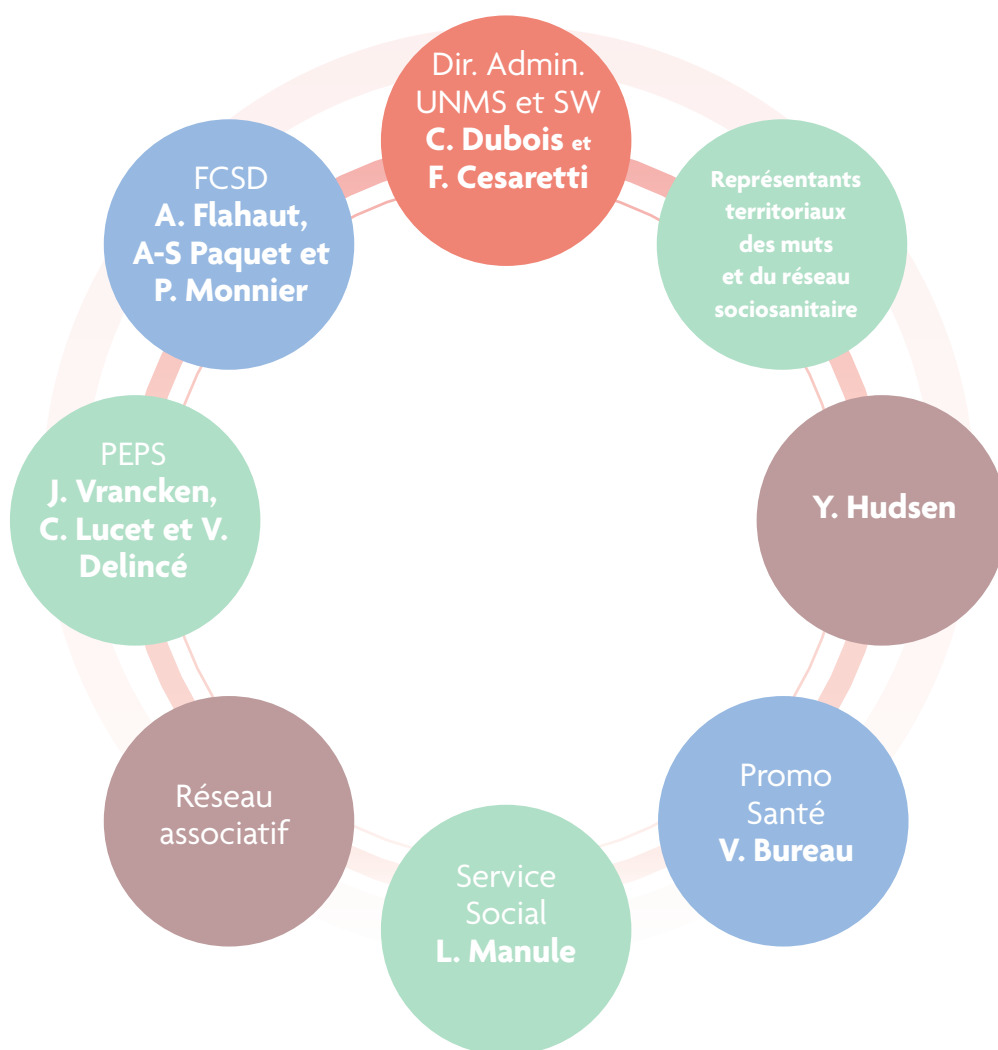 Dir. Admin.
UNMS et SW
C. Dubois et
F. Cesaretti
Représentants
territoriaux
des muts
et du réseau
sociosanitaire
Y. Hudsen
Promo
Santé
V. Bureau
Service
Social
L. Manule
Réseau
associatif
PEPS
J. Vrancken,
C. Lucet et V.
Delincé
FCSD
A. Flahaut,
A-S Paquet et
P. Monnier